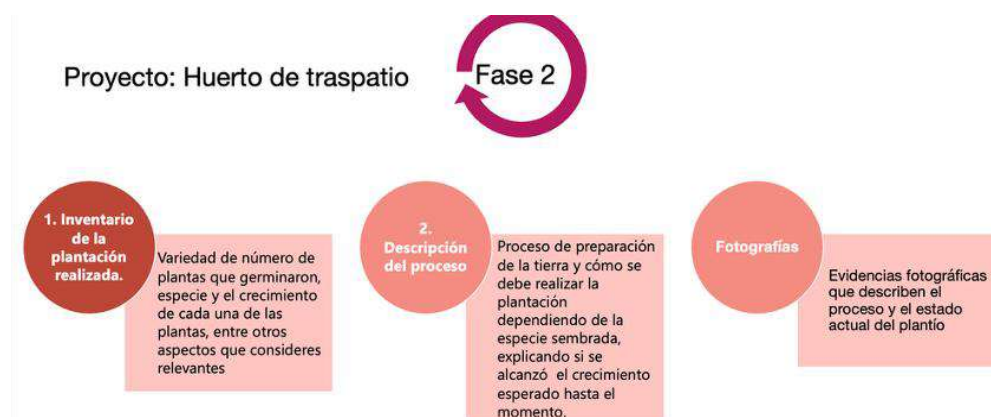 Proyecto: Huerto de traspatio
Fase 2
1. Inventario
de la
plantación
realizada.
Variedad de número de
plantas que germinaron,
especie y el crecimiento
de cada una de las
plantas, entre otros
aspectos que consideres
relevantes
2.
Descripción
del proceso
Proceso de preparación
de la tierra y cómo se
debe realizar la
plantación
dependiendo de la
especie sembrada,
explicando si se
alcanzó el crecimiento
esperado hasta el
momento.
Fotografías
Evidencias fotográficas
que describen el
proceso y el estado
actual del plantío